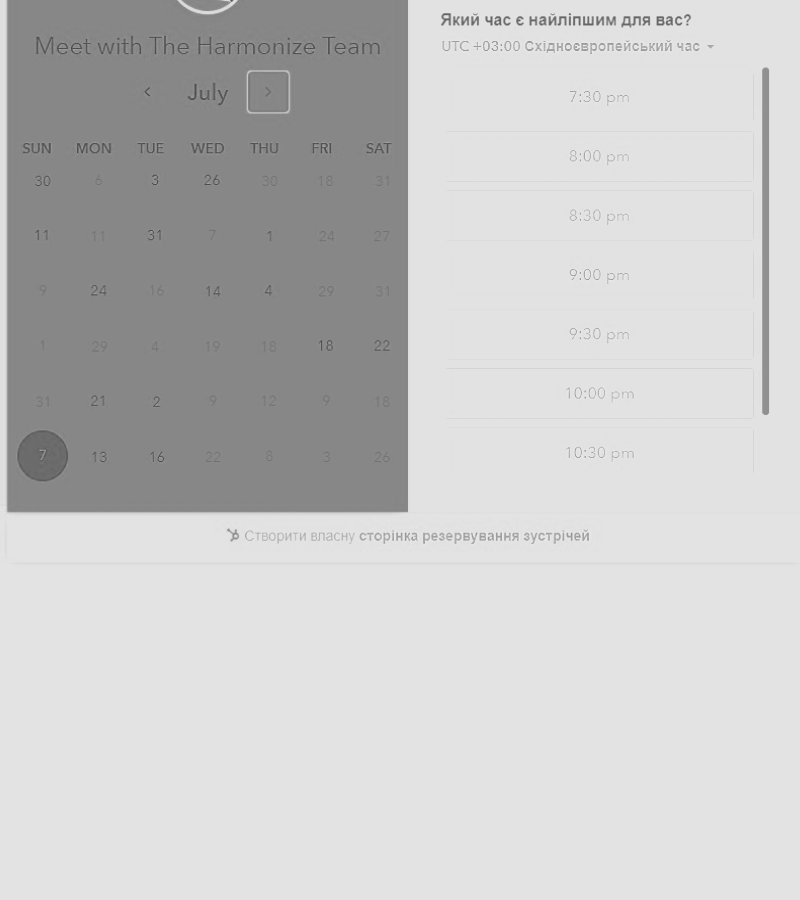 Meet with The Harmonize Team
July
SUN MON TUE WED THU FRI SAT
30 6 3 26 30 18 31
11 11 31 7 1 24 27
9 24 16 14 4 29 31
1 29 4 19 18 18 22
31 21 2 9 12 9 18
7 13 16 22 8 3 26
Який час є найліпшим для вас?
UTC +03:00 Східноєвропейський час
7:30 pm
8:00 pm
8:30 pm
9:00 pm
9:30 pm
10:00 pm
10:30 pm
Створити власну сторінка резервування зустрічей